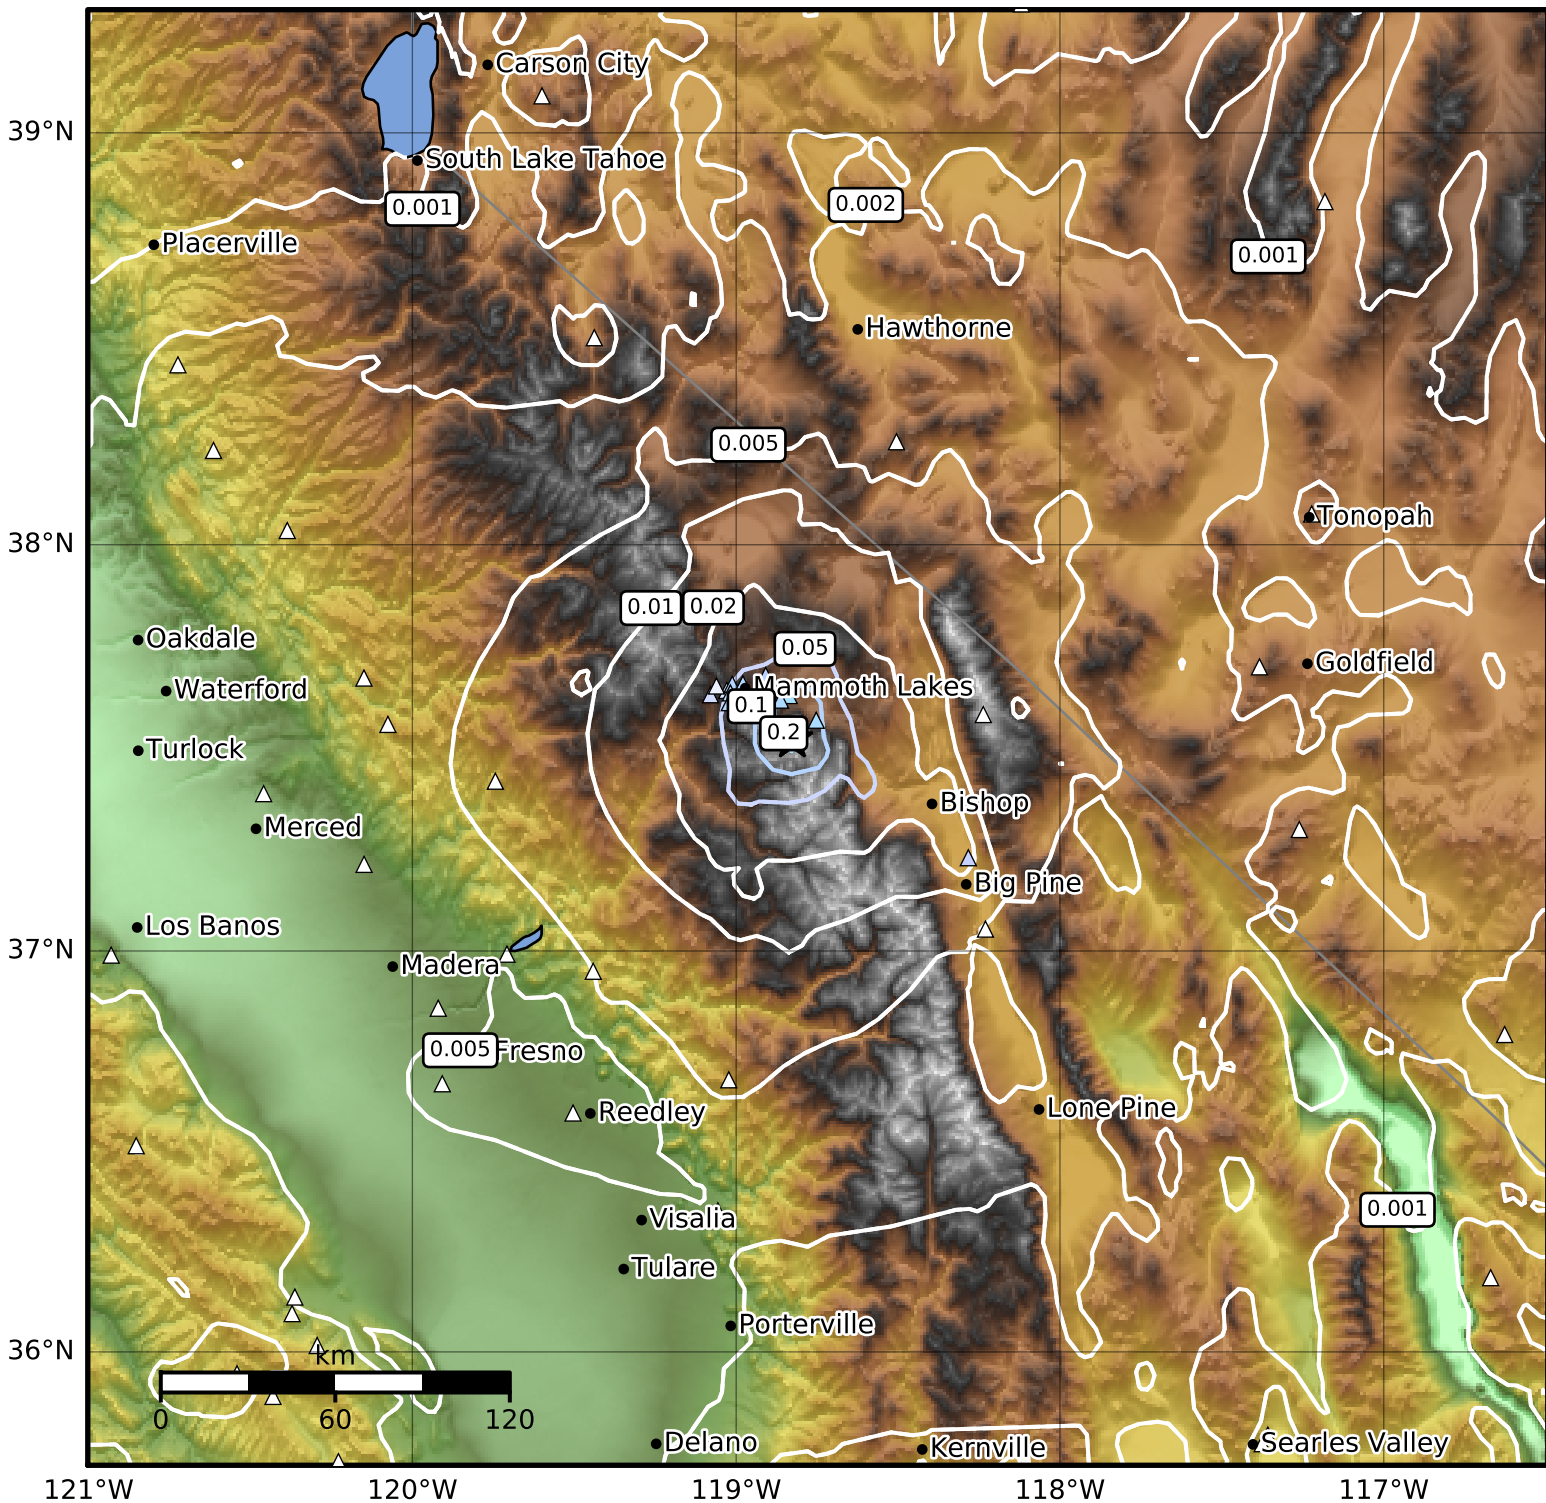 Carson City
39°N
South Lake Tahoe
0.001
0.002
Placerville
0.001
Hawthorne
0.005
Tonopah
38°N
0.01
0.02
Oakdale
0.05
Goldfield
Waterford
Mammoth Lakes
0.1
0.2
Turlock
Bishop
Merced
Big Pine
Los Banos
37°N
Madera
0.005
Fresno
Reedley
Lone Pine
0.001
Visalia
Tulare
Porterville
36°N
km
0
60
120
Delano
Kernville
Searles Valley
121°W
120°W
119°W
118°W
117°W